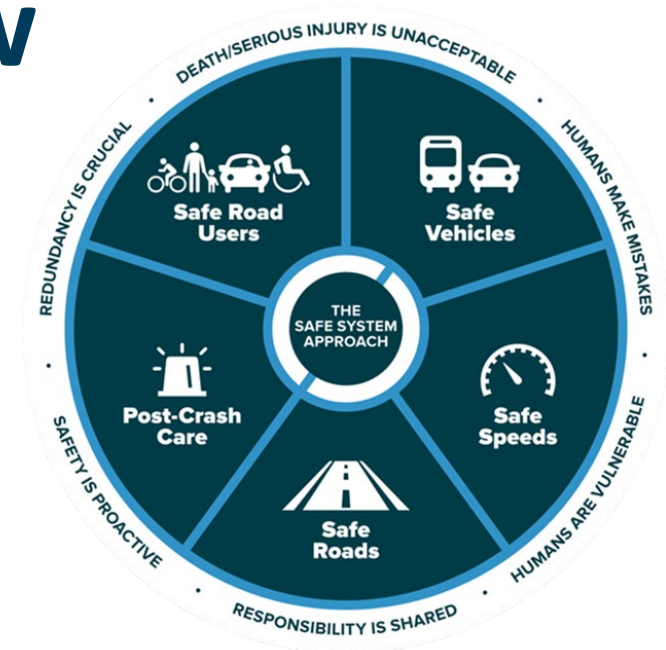 W
DEATH/SERIOUS INJURY IS UNACCEPTABLE
HUMANS MAKE MISTAKES
HUMANS ARE VULNERABLE
RESPONSIBILITY IS SHARED
SAFETY IS PROACTIVE
REDUNDANCY IS CRUCIAL
Safe Road
Users
Safe
Vehicles
THE
SAFE SYSTEM
APPROACH
Post-Crash
Care
Safe
Speeds
Safe
Roads